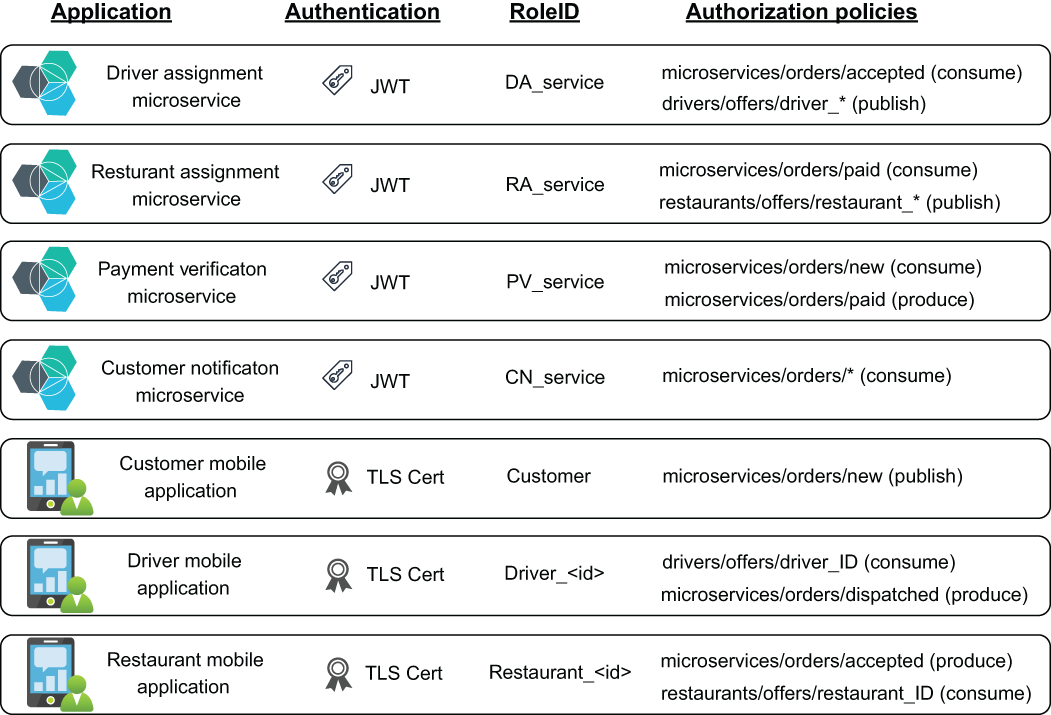 Application Authentication RoleID Authorization policies
Driver assignment
microservice
JWT
DA_service
microservices/orders/accepted (consume)
drivers/offers/driver_* (publish)
Resturant assignment
microservice
JWT
RA_service
microservices/orders/paid (consume)
restaurants/offers/restaurant_* (publish)
Payment verificaton
microservice
JWT
PV_service
microservices/orders/new (consume)
microservices/orders/paid (produce)
Customer notificaton
microservice
JWT
CN_service
microservices/orders/* (consume)
Customer mobile
application
TLS Cert
Customer
microservices/orders/new (publish)
Driver mobile
application
TLS Cert
Driver_<id>
drivers/offers/driver_ID (consume)
microservices/orders/dispatched (produce)
Restaurant mobile
application
TLS Cert
Restaurant_<id>
microservices/orders/accepted (produce)
restaurants/offers/restaurant_ID (consume)